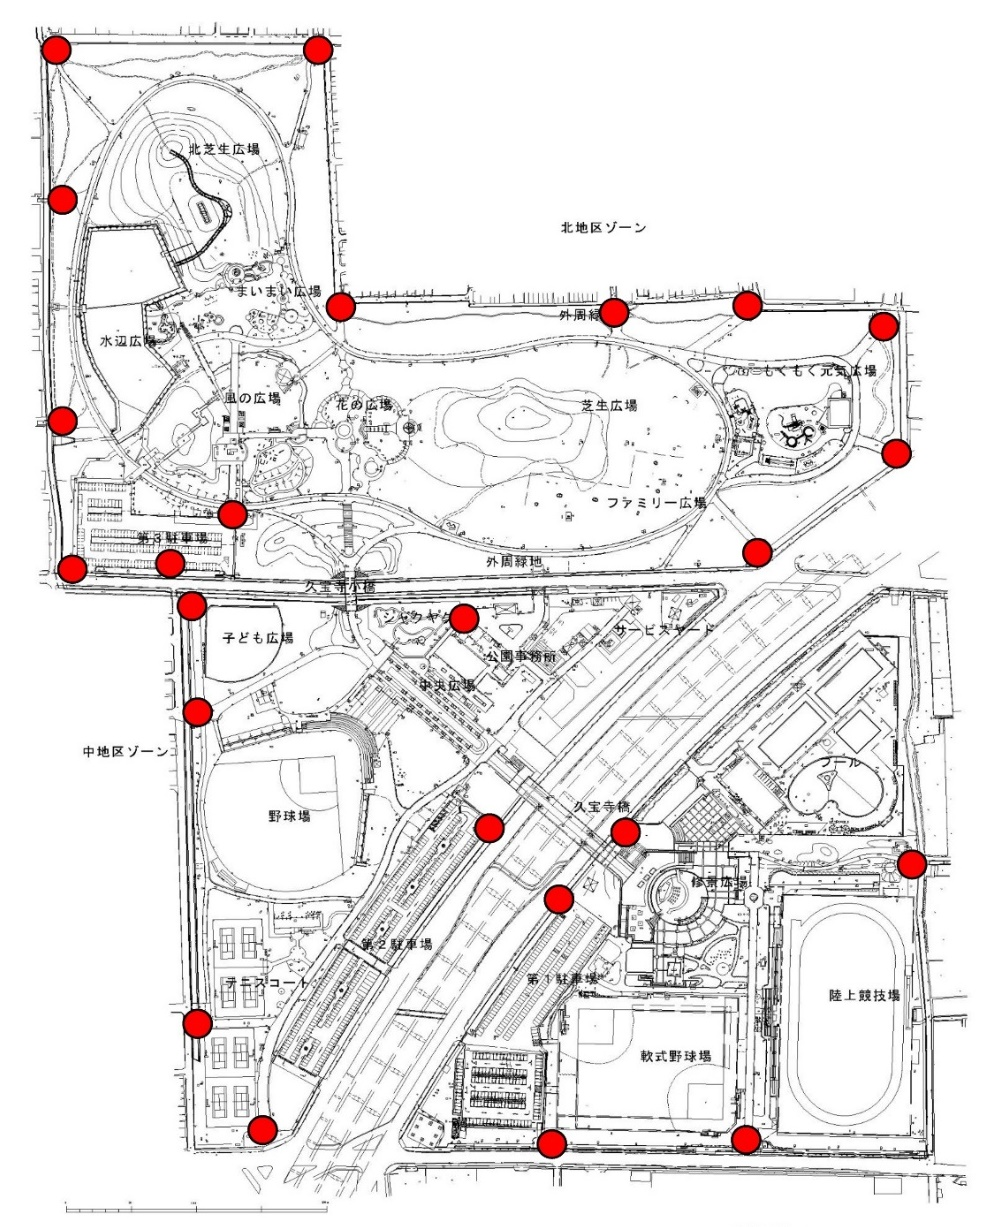 北芝生広場
北地区ゾーン
まいまい広場
外周緑
水辺広場
もくもく元気広場
風の広場
花の広場
芝生広場
ファミリー広場
第3駐車場
外周緑地
久宝寺小橋
シャクヤク
子ども広場
サービスヤード
公園事務所
中央広場
中地区ゾーン
プール
久宝寺橋
野球場
修景広場
第2駐車場
テニスコート
第1駐車場
陸上競技場
軟式野球場